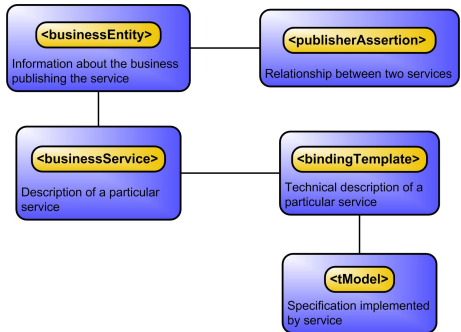 <businessEntity>
Information about the business
publishing the service
<publisherAssertion>
Relationship between two services
<businessService>
Description of a particular
service
<bindingTemplate>
Technical description of a
particular service
<tModel>
Specification implemented
by service